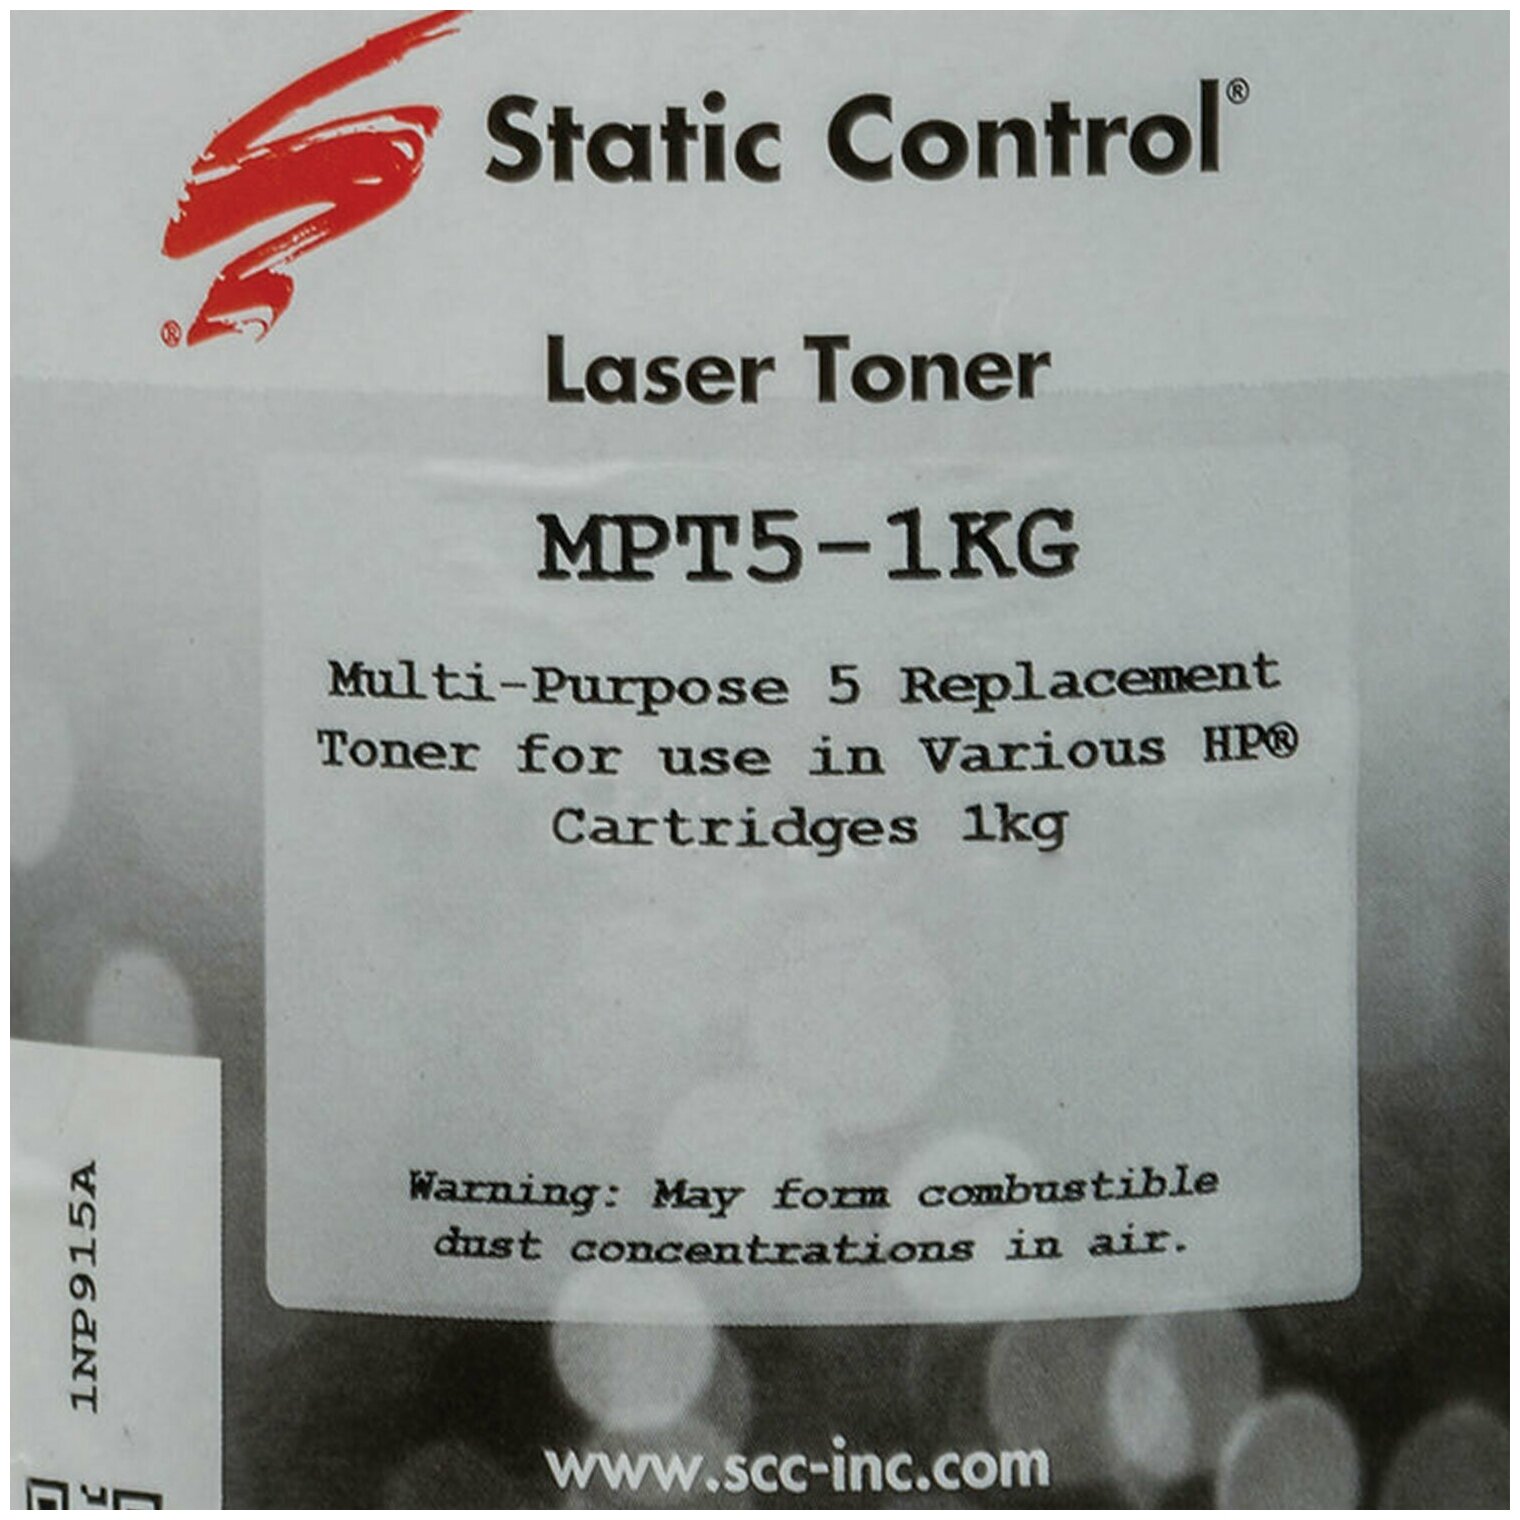 Static Control®
®
Laser Toner
MPT5-1KG
Multi-Purpose 5 Replacement
Toner for use in Various HP®
Cartridges 1kg
Warning: May form combustible
dust concentrations in air.
1NP915A
www.scc-inc.com